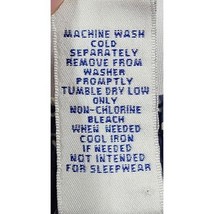 MACHINE WASH
COLD
SEPARATELY
REMOVE FROM
WASHER
PROMPTLY
TUMBLE DRY LOW
ONLY
NON-CHLORINE
BLEACH
WHEN NEEDED
COOL IRON
IF NEEDED
NOT INTENDED
FOR SLEEPWEAR